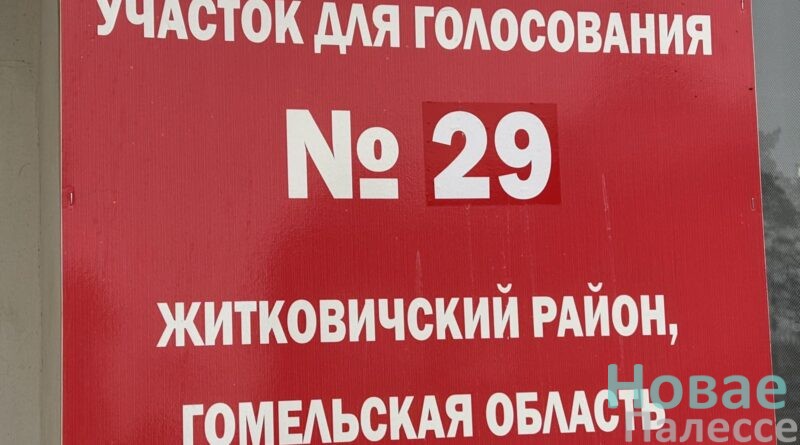 УЧАСТОК ДЛЯ ГОЛОСОВАНИЯ
№ 29
ЖИТКОВИЧСКИЙ РАЙОН,
ГОМЕЛЬСКАЯ ОБЛАСТЬ
Новае
Палессе